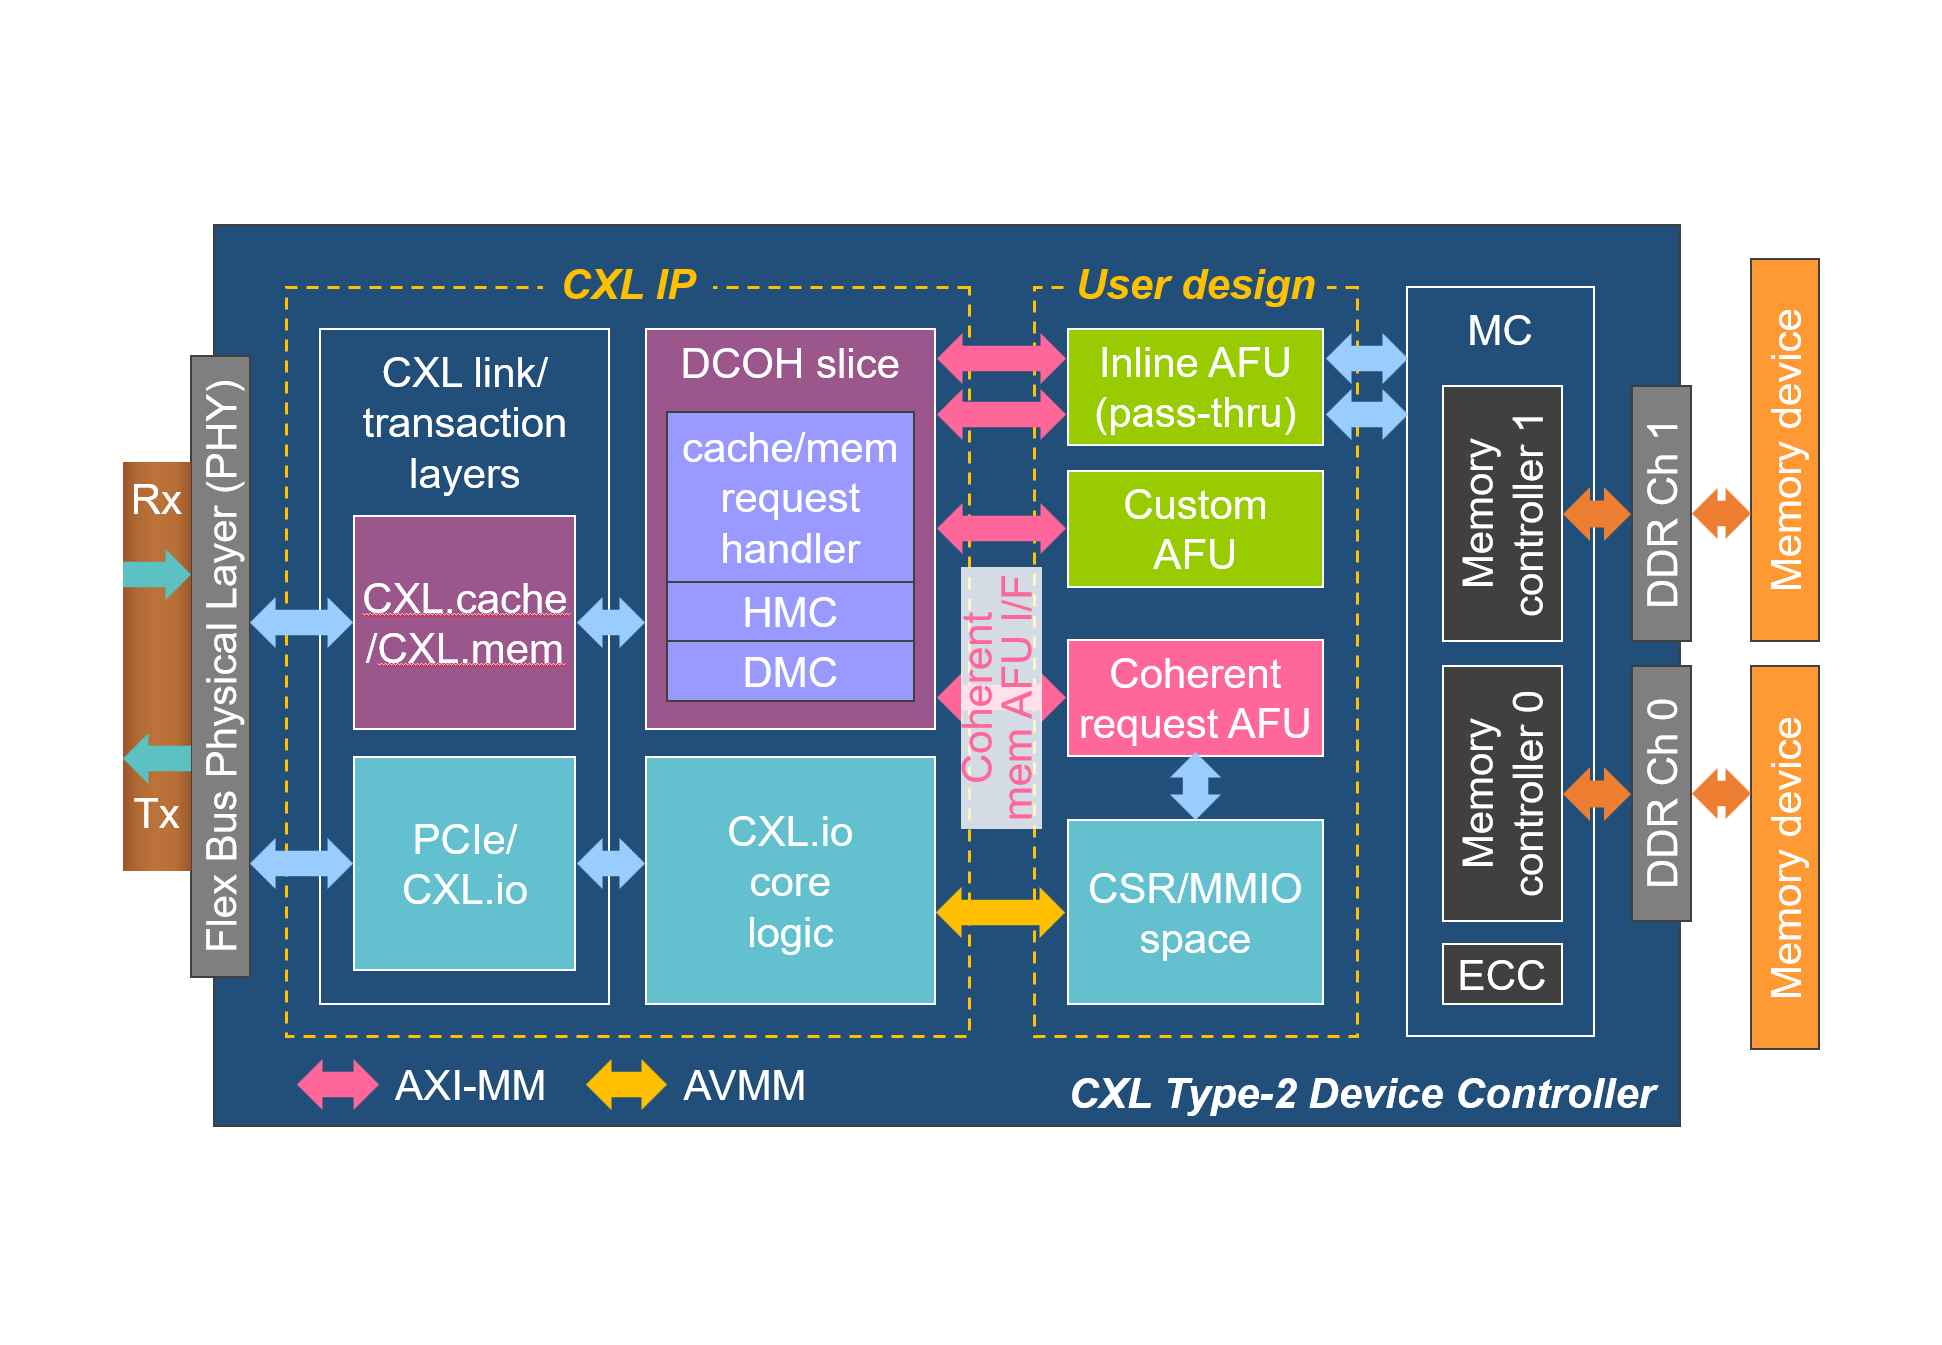 CXL IP
User design
Rx
Tx
Flex Bus Physical Layer (PHY)
CXL link/
transaction
layers
CXL.cache
/CXL.mem
PCIe/
CXL.io
DCOH slice
cache/mem
request
handler
HMC
DMC
CXL.io
core
logic
Coherent
mem AFU I/F
Inline AFU
(pass-thru)
Custom
AFU
Coherent
request AFU
CSR/MMIO
space
MC
Memory
controller 1
Memory
controller 0
ECC
DDR Ch 1
DDR Ch 0
Memory device
Memory device
AXI-MM
AVMM
CXL Type-2 Device Controller